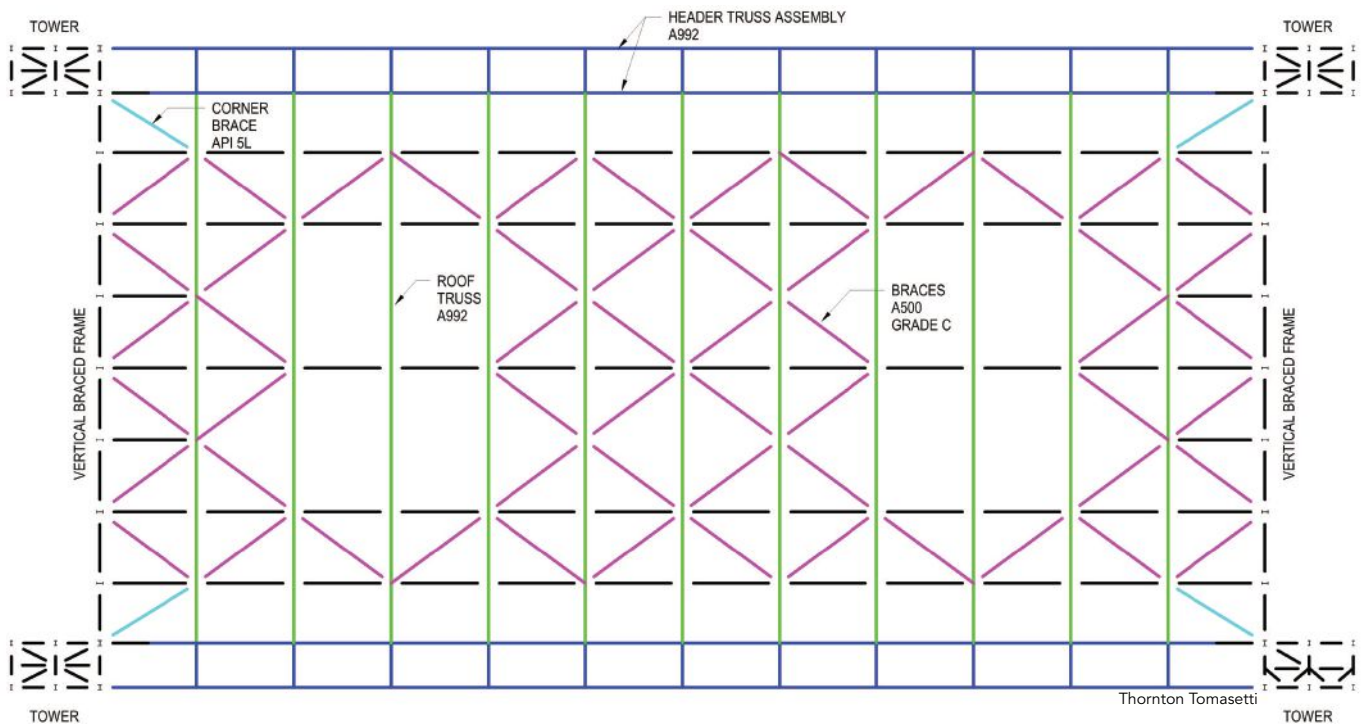 TOWER
HEADER TRUSS ASSEMBLY
A992
TOWER
CORNER
BRACE
API 5L
ROOF
TRUSS
A992
BRACES
A500
GRADE C
VERTICAL BRACED FRAME
VERTICAL BRACED FRAME
Thornton Tomasetti
TOWER
TOWER